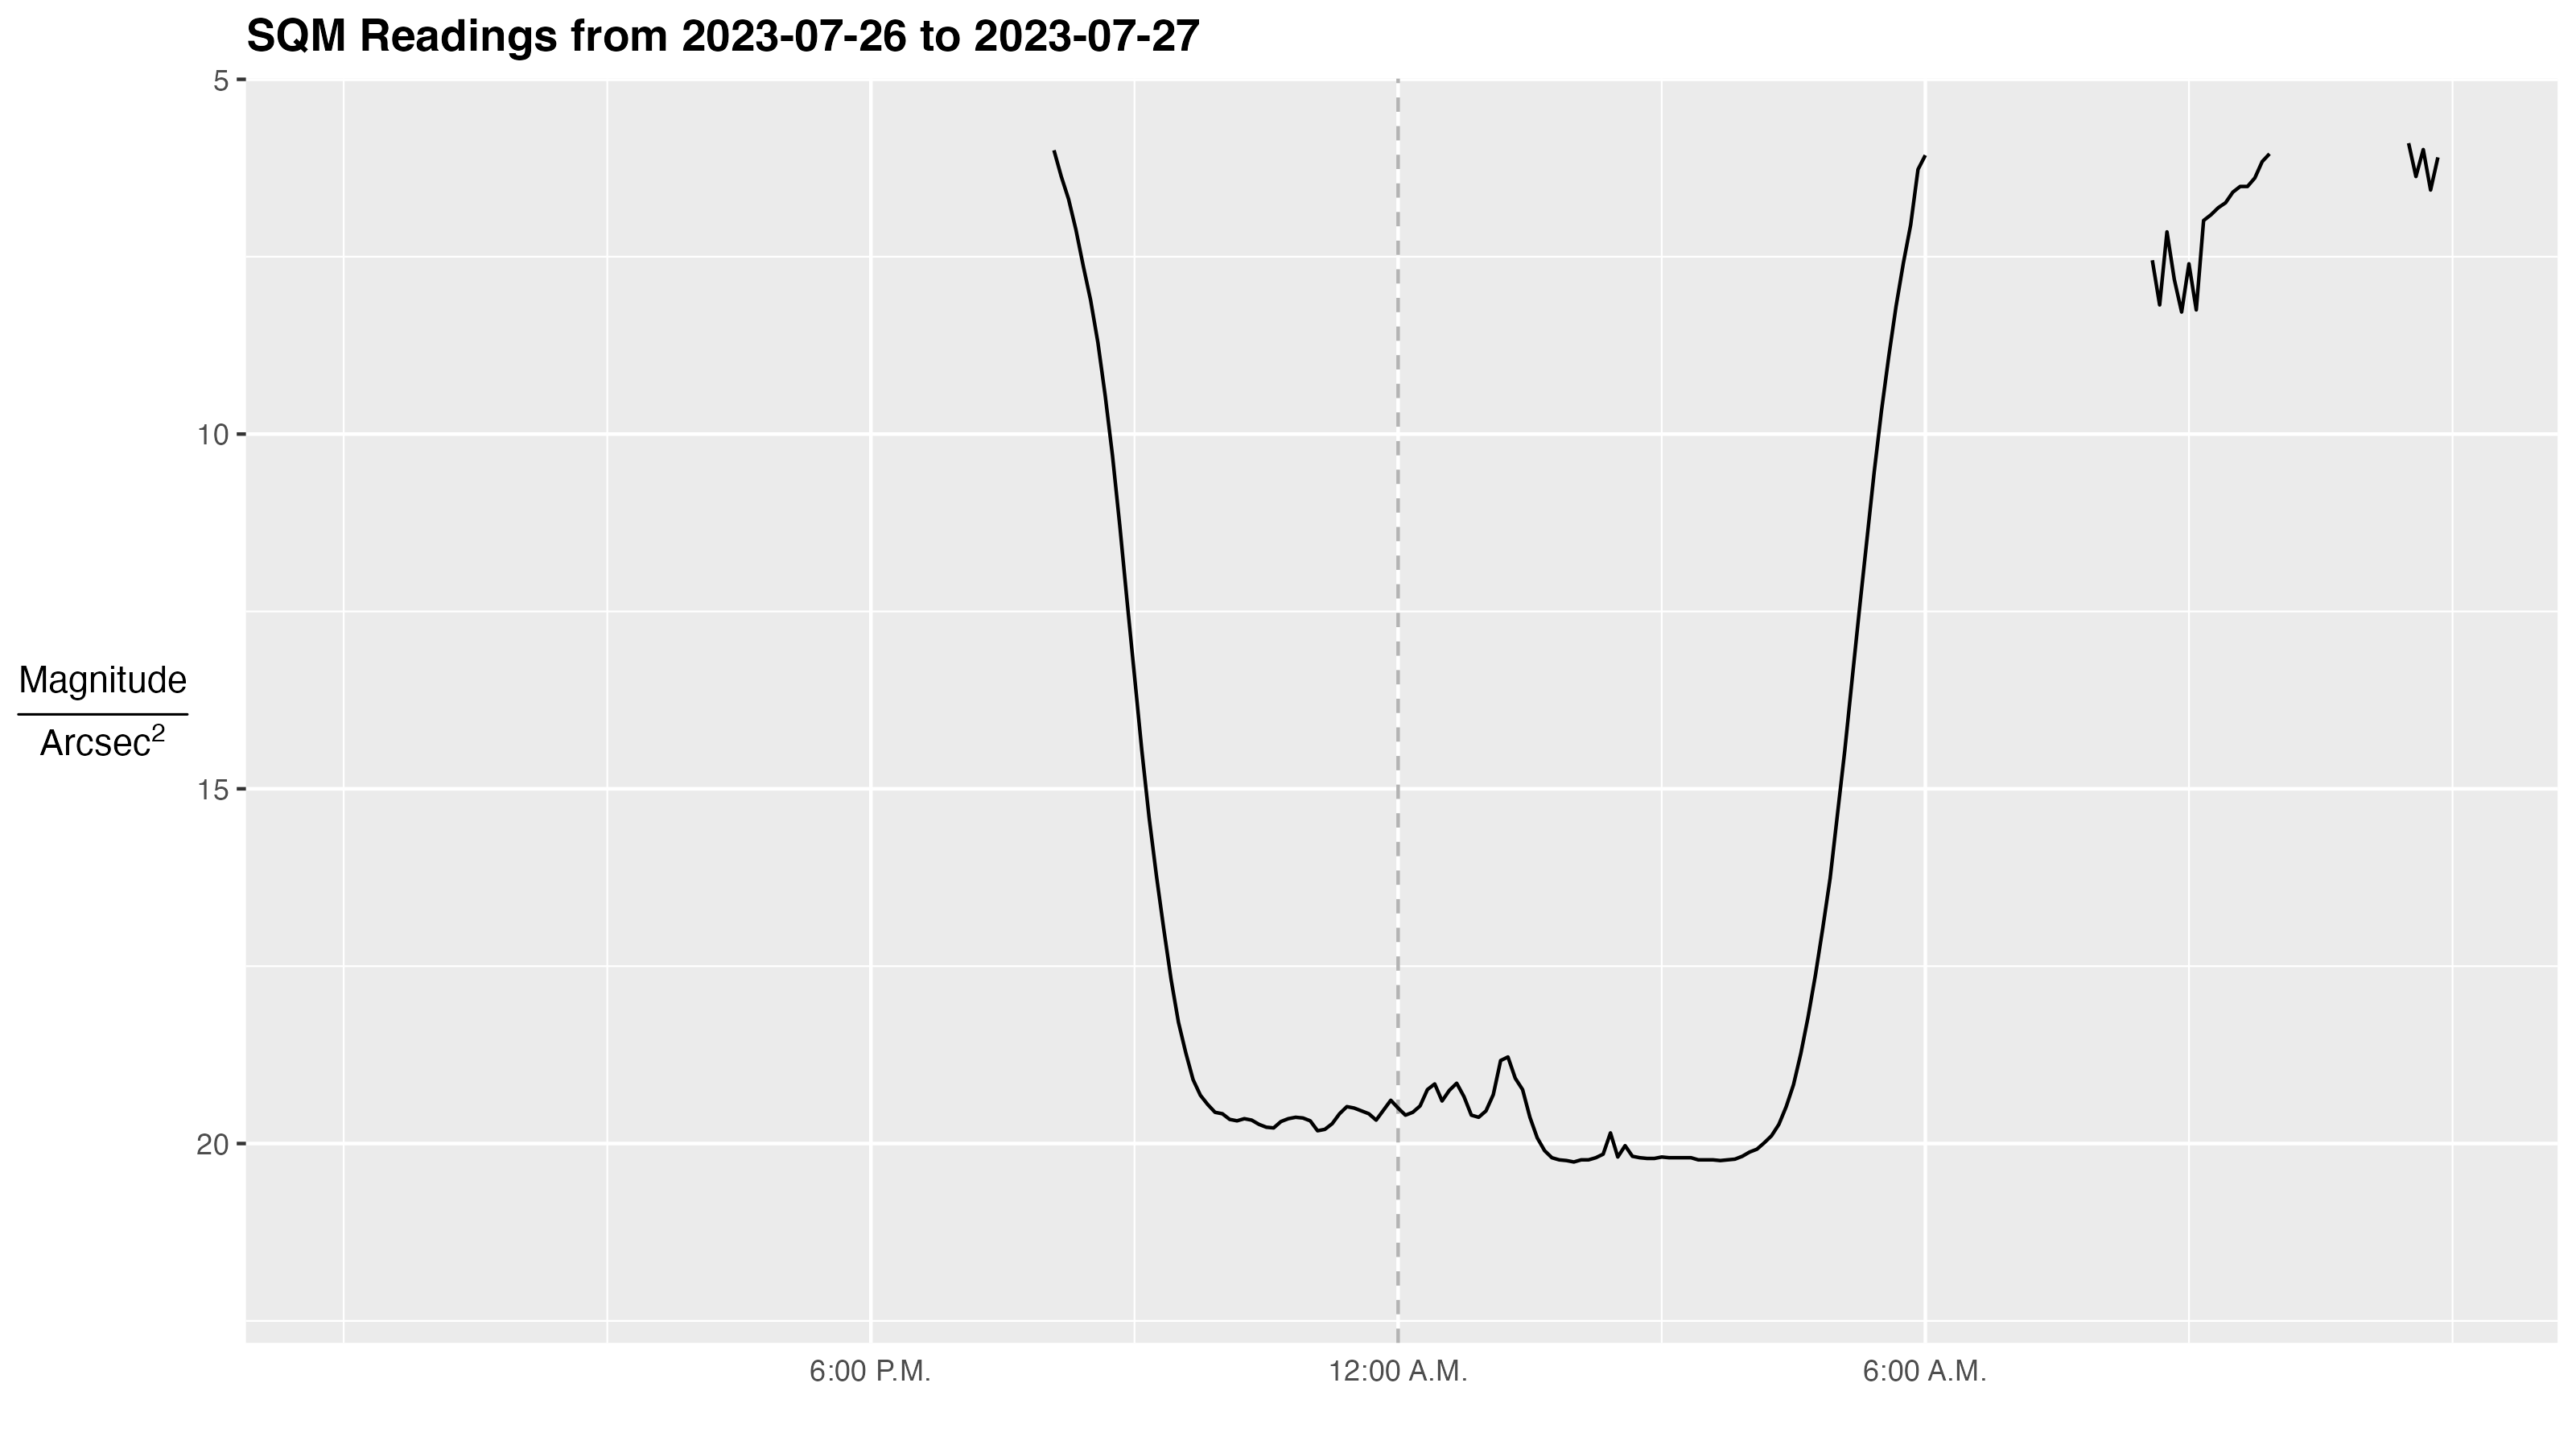 SQM Readings from 2023-07-26 to 2023-07-27
5
10
15
20
Magnitude
Arcsec²
6:00 P.M.
12:00 A.M.
6:00 A.M.